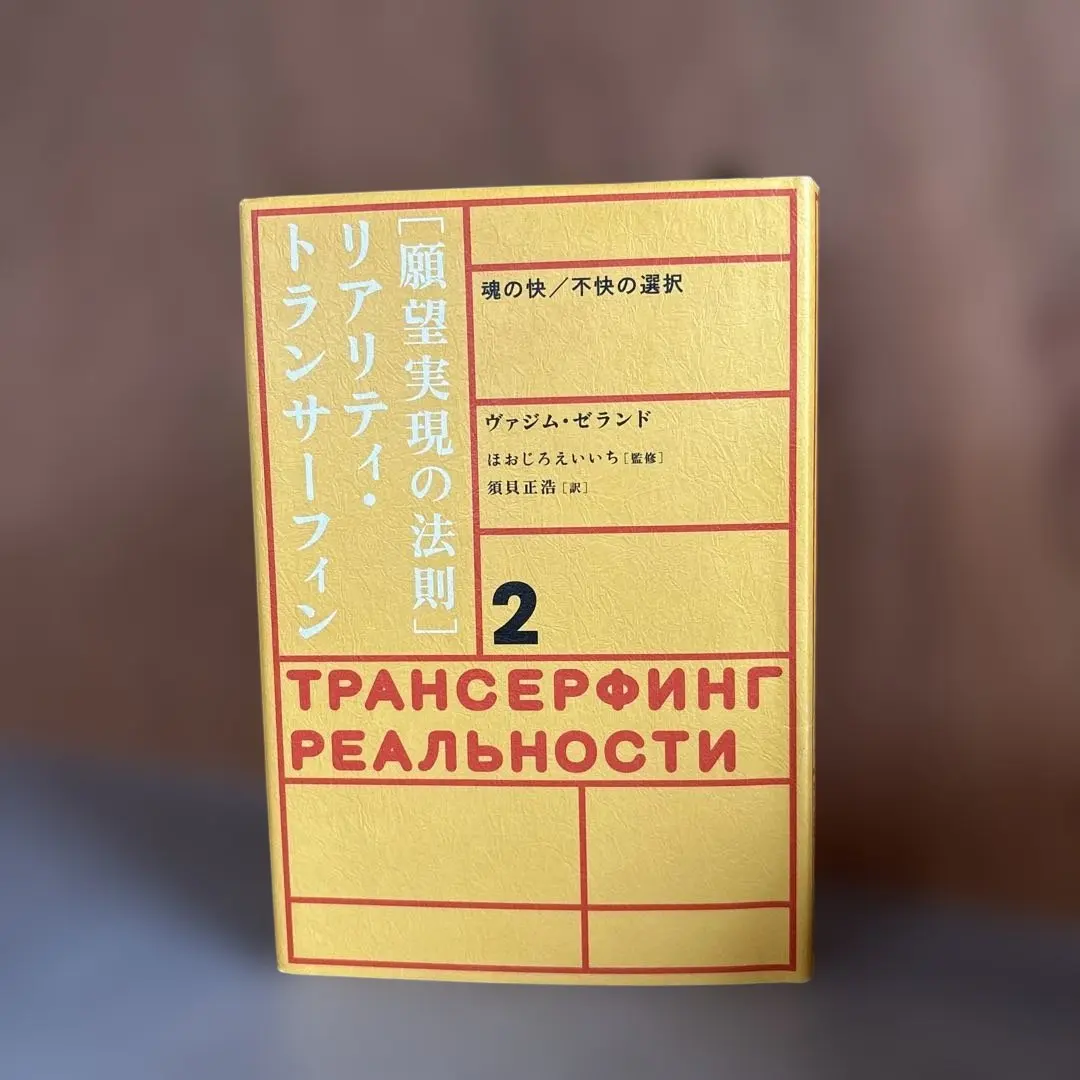 ［願望実現の法則］
リアリティ・
トランサーフィン
魂の快／不快の選択
ヴァジム・ゼランド
ほおじろえいいち［監修］
須貝正浩［訳］
2
ТРАНСЕРФИНГ
РЕАЛЬНОСТИ